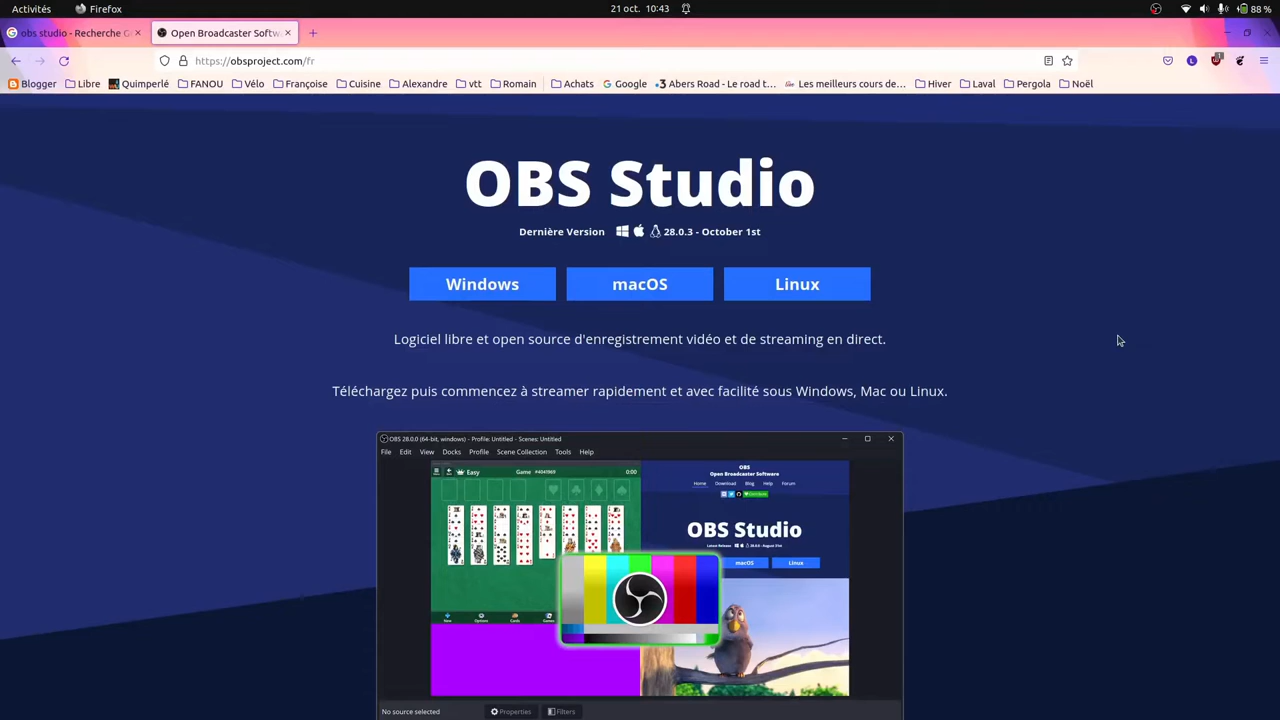 Activités Firefox 21 oct. 10:43 88 %
obs studio - Recherche G Open Broadcaster Softw
https://obsproject.com/fr
Blogger Libre Quimperlé FANOU Vélo Françoise Cuisine Alexandre vtt Romain Achats Google Abers Road - Le road t… Les meilleurs cours de… Hiver Laval Pergola Noël
OBS Studio
Dernière Version 28.0.3 - October 1st
Windows macOS Linux
Logiciel libre et open source d'enregistrement vidéo et de streaming en direct.
Téléchargez puis commencez à streamer rapidement et avec facilité sous Windows, Mac ou Linux.
OBS 28.0.0 (64-bit, windows) - Profile: Untitled - Scenes: Untitled
File Edit View Docks Profile Scene Collection Tools Help
Easy Game #4041969 0:00
OBS
Open Broadcaster Software
Home Download Blog Help Forum
OBS Studio
macOS Linux
New Options Cards Games
No source selected Properties Filters